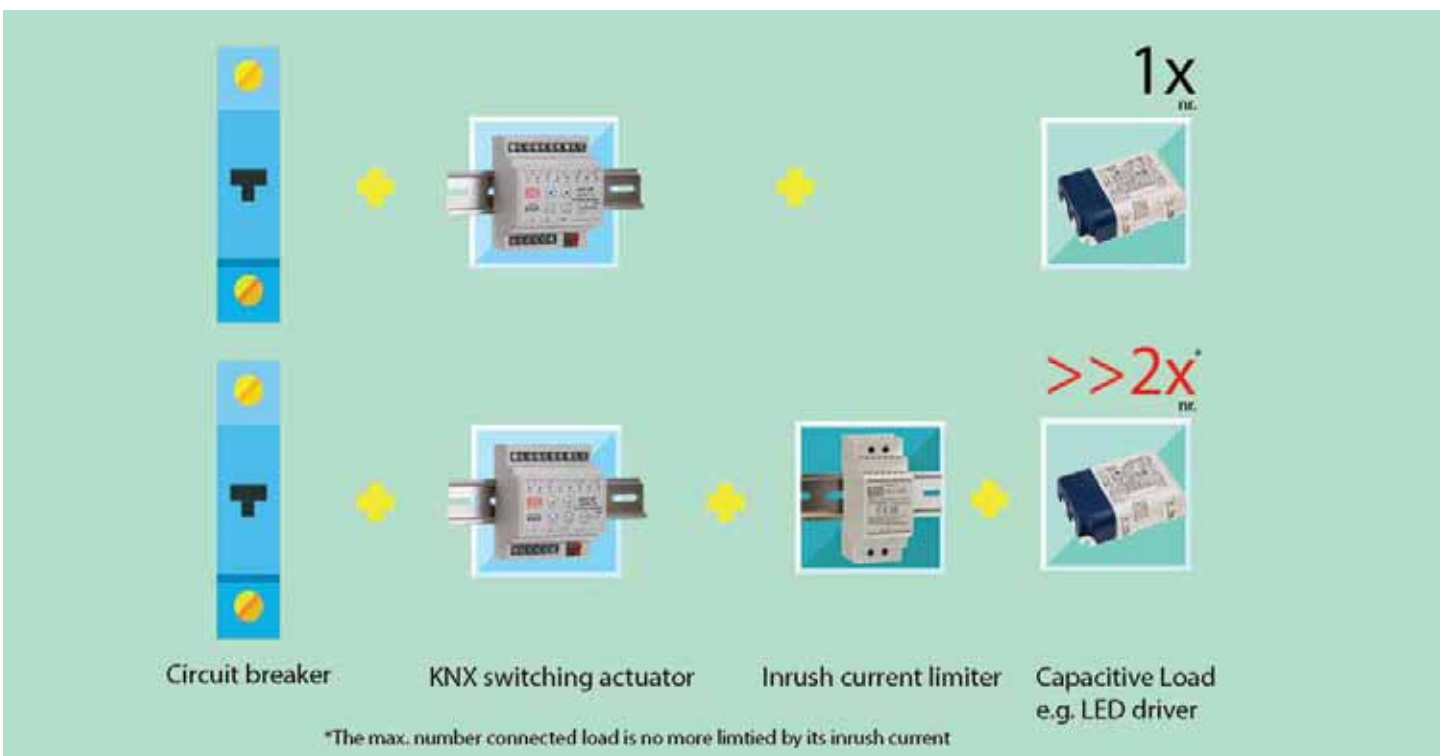 1x
nr.
>>2x*
nr.
Circuit breaker
KNX switching actuator
Inrush current limiter
Capacitive Load
e.g. LED driver
*The max. number connected load is no more limtied by its inrush current